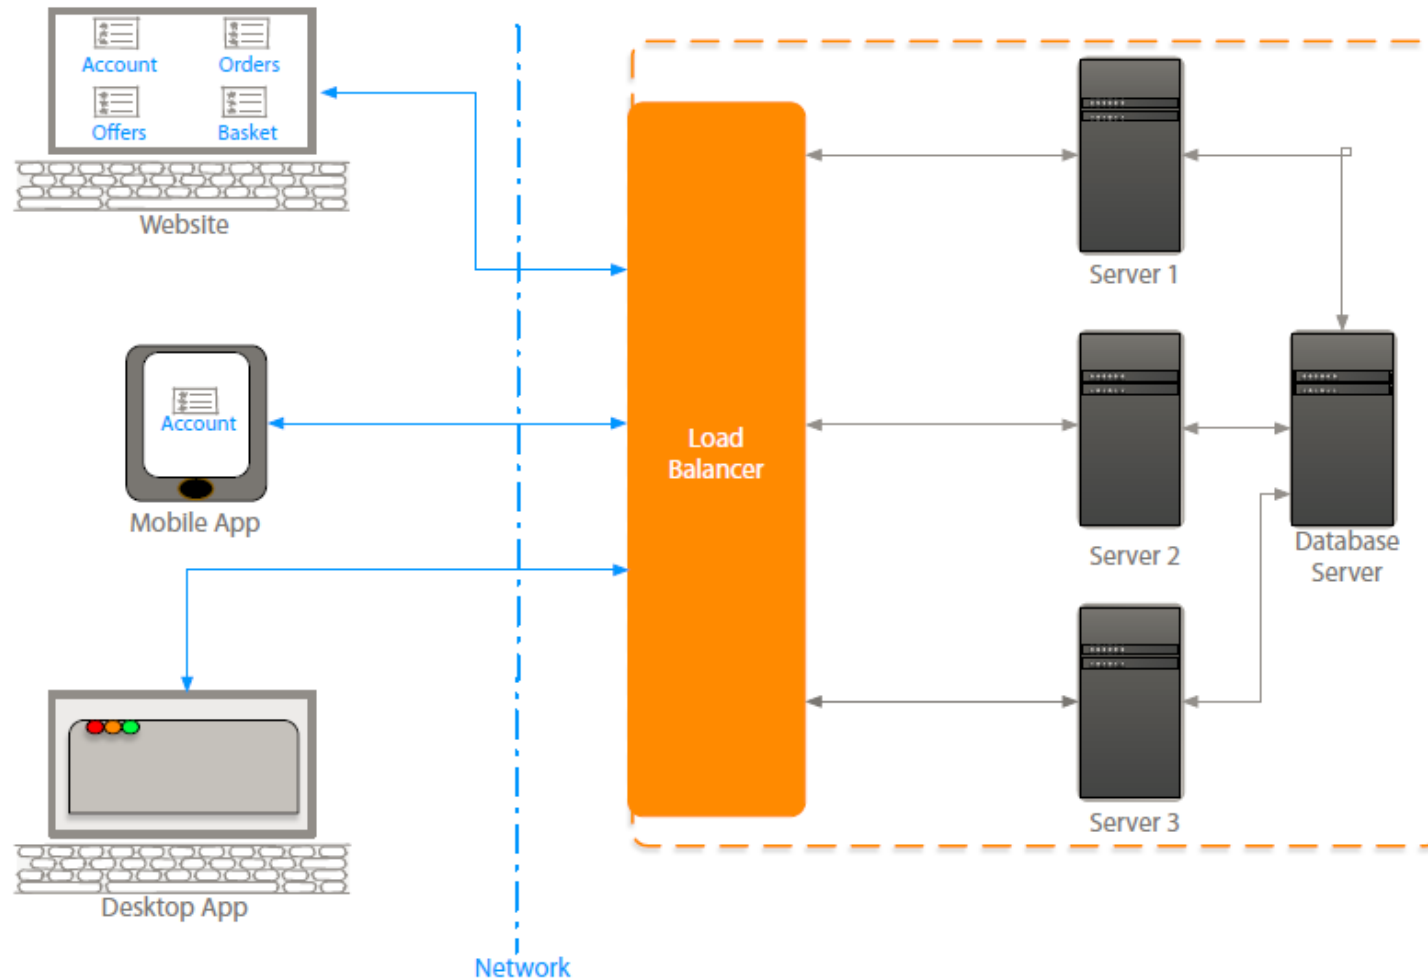 Account
Orders
Offers
Basket
Website
Account
Mobile App
Desktop App
Network
Load
Balancer
Server 1
Server 2
Server 3
Database
Server